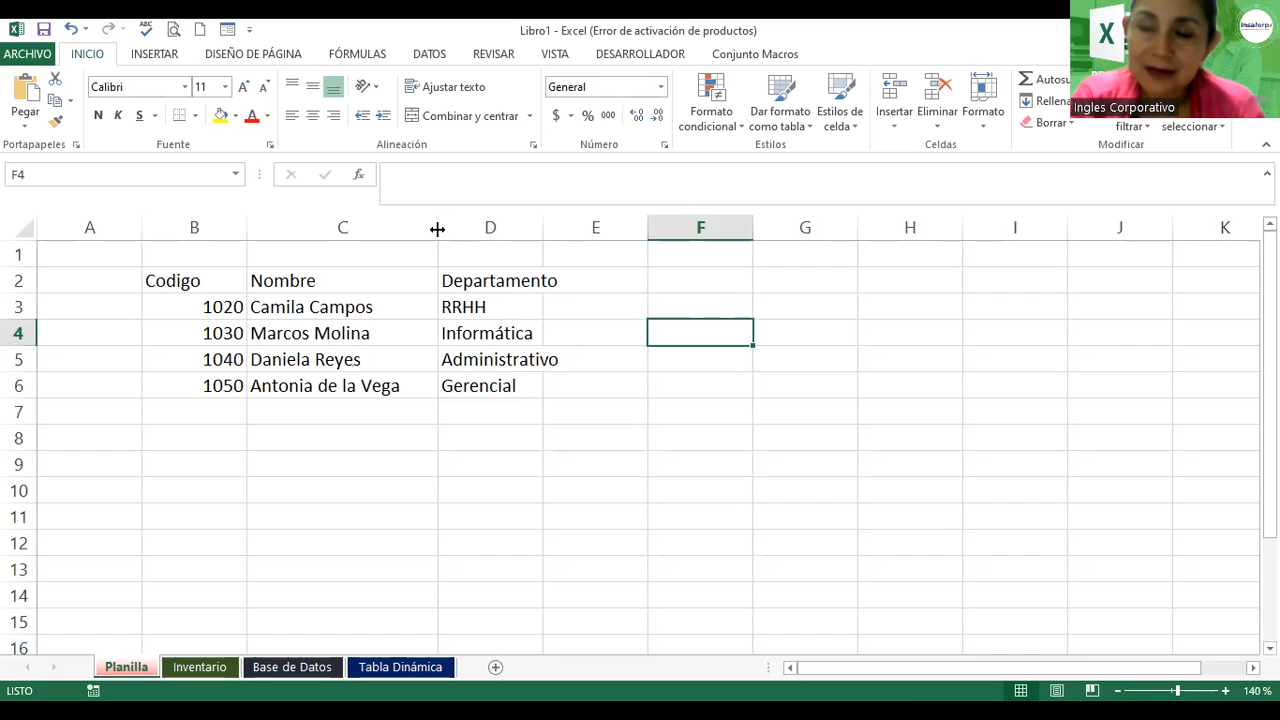 Libro1 - Excel (Error de activación de productos)
ARCHIVO INICIO INSERTAR DISEÑO DE PÁGINA FÓRMULAS DATOS REVISAR VISTA DESARROLLADOR Conjunto Macros
Insaforp
X
Ingles Corporativo
Pegar
Calibri 11
N K S
Ajustar texto
Combinar y centrar
General
$ % 000
Formato condicional
Dar formato como tabla
Estilos de celda
Insertar Eliminar Formato
Borrar
filtrar
seleccionar
Portapapeles Fuente Alineación Número Estilos Celdas Modificar
F4 fx
A B C D E F G H I J K
1
2 Codigo Nombre Departamento
3 1020 Camila Campos RRHH
4 1030 Marcos Molina Informática
5 1040 Daniela Reyes Administrativo
6 1050 Antonia de la Vega Gerencial
7
8
9
10
11
12
13
14
15
16
Planilla Inventario Base de Datos Tabla Dinámica
LISTO 140 %